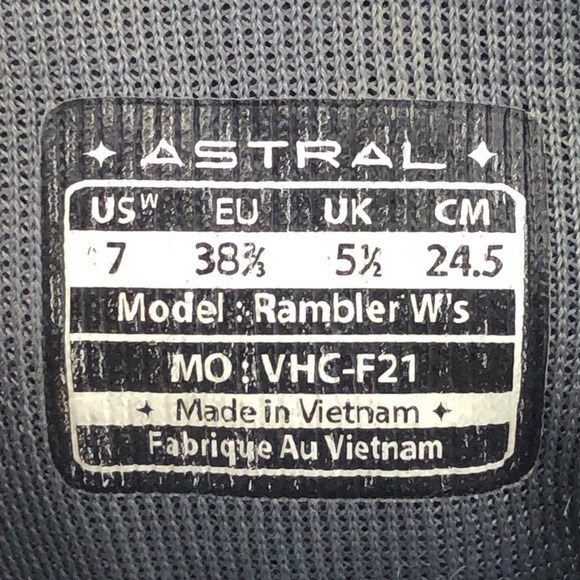 ASTRAL
USW EU UK CM
7 38⅔ 5½ 24.5
Model : Rambler W's
MO : VHC-F21
Made in Vietnam
Fabrique Au Vietnam